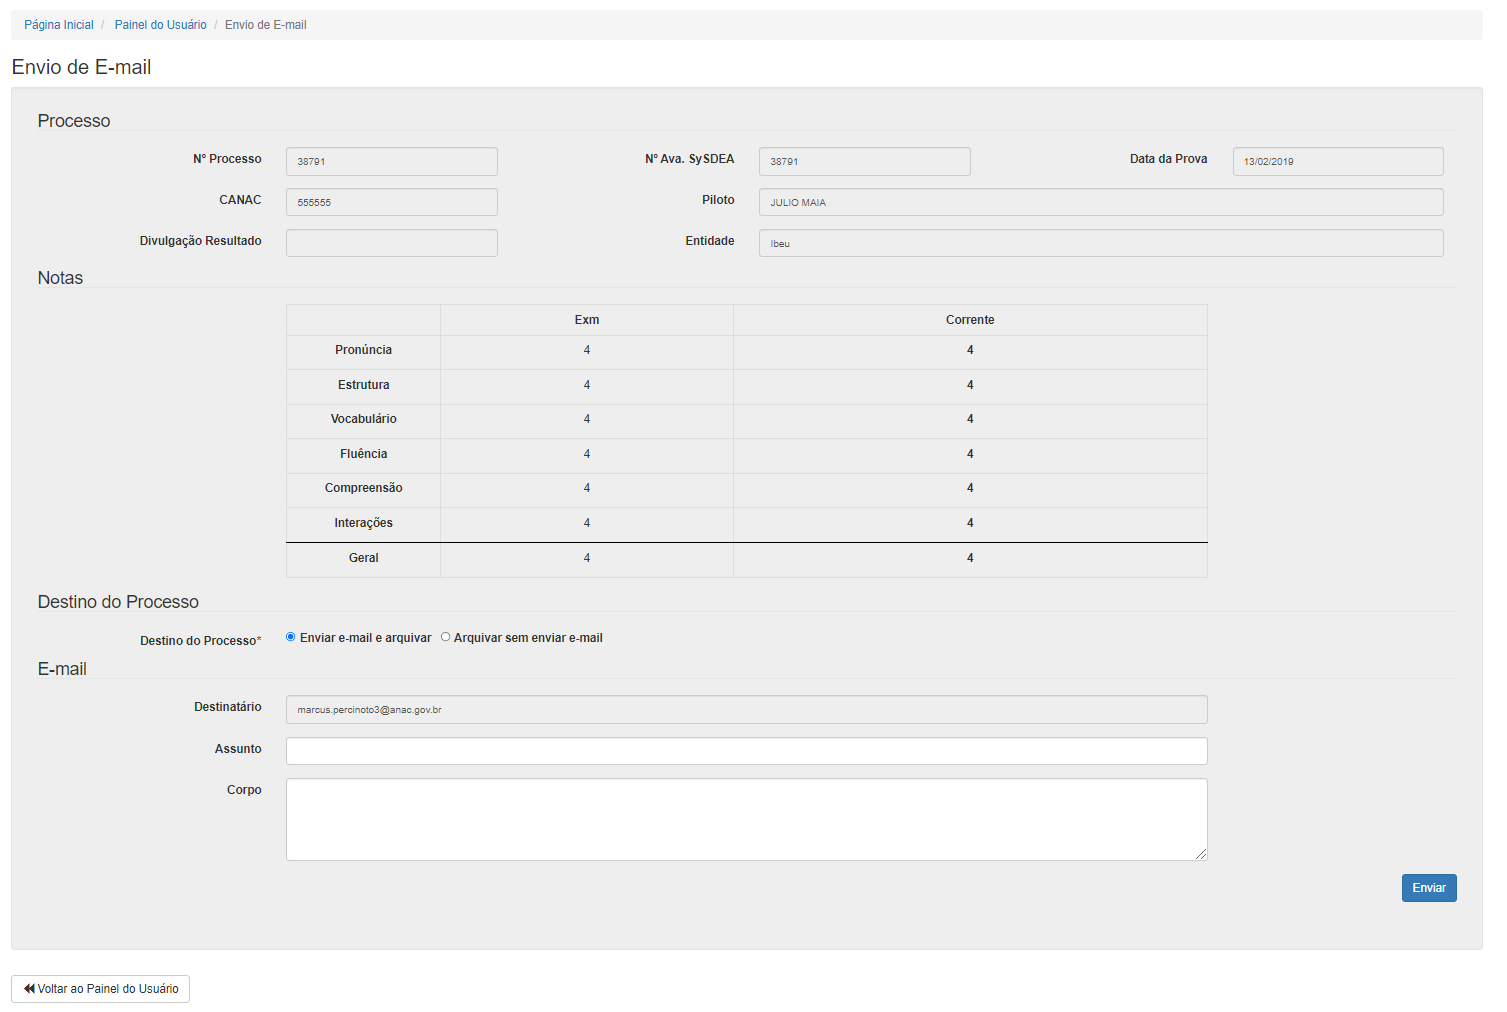 Página Inicial / Painel do Usuário / Envio de E-mail
Envio de E-mail
Processo
Nº Processo 38791 Nº Ava. SySDEA 38791 Data da Prova 13/02/2019
CANAC 555555 Piloto JULIO MAIA
Divulgação Resultado Entidade Ibeu
Notas
Exm Corrente
Pronúncia 4 4
Estrutura 4 4
Vocabulário 4 4
Fluência 4 4
Compreensão 4 4
Interações 4 4
Geral 4 4
Destino do Processo
Destino do Processo* Enviar e-mail e arquivar Arquivar sem enviar e-mail
E-mail
Destinatário marcus.percinoto3@anac.gov.br
Assunto
Corpo
Enviar
Voltar ao Painel do Usuário